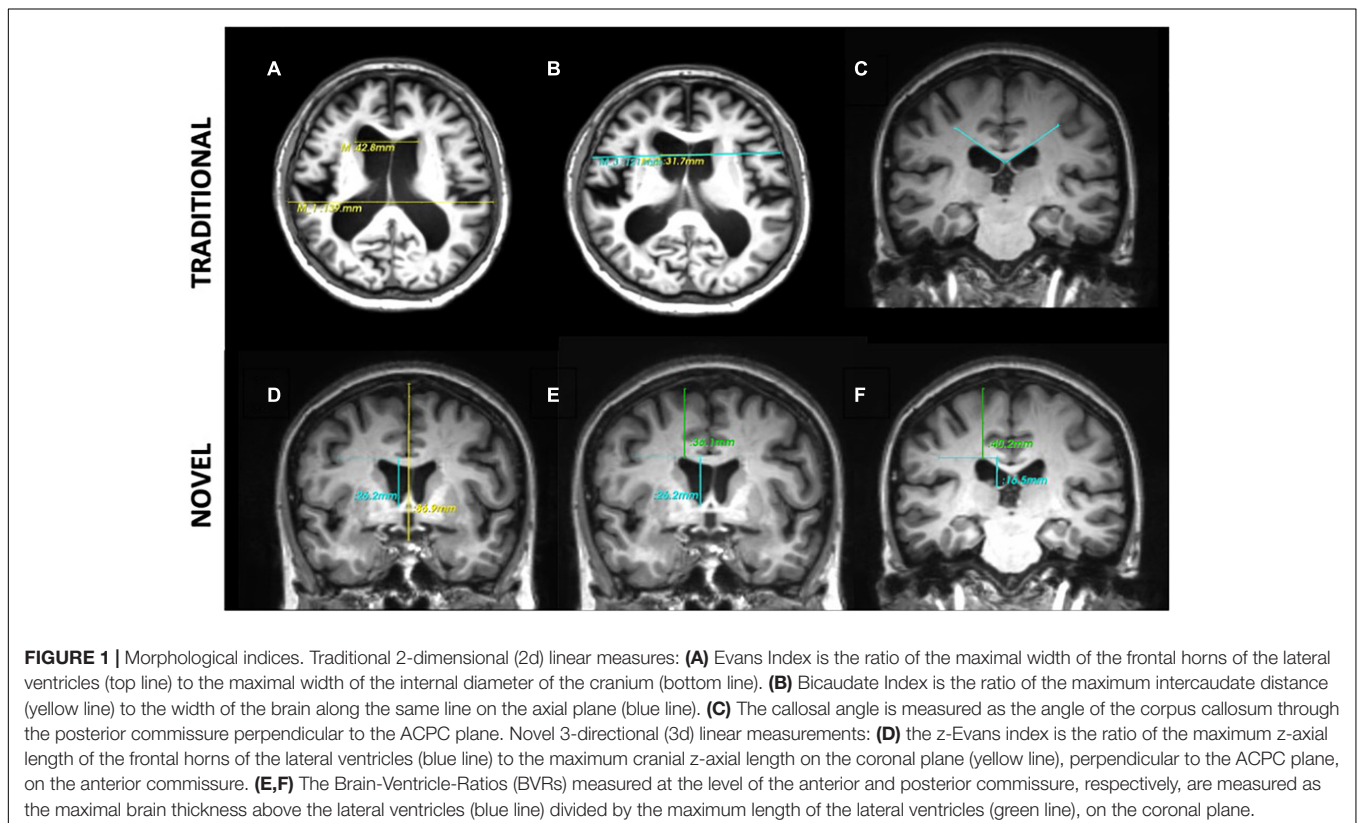 TRADITIONAL
A
B
C
M :42.8mm
:31.7mm
NOVEL
D
E
F
:26.2mm
:26.2mm
:16.5mm
FIGURE 1 | Morphological indices. Traditional 2-dimensional (2d) linear measures: (A) Evans Index is the ratio of the maximal width of the frontal horns of the lateral
ventricles (top line) to the maximal width of the internal diameter of the cranium (bottom line). (B) Bicaudate Index is the ratio of the maximum intercaudate distance
(yellow line) to the width of the brain along the same line on the axial plane (blue line). (C) The callosal angle is measured as the angle of the corpus callosum through
the posterior commissure perpendicular to the ACPC plane. Novel 3-directional (3d) linear measurements: (D) the z-Evans index is the ratio of the maximum z-axial
length of the frontal horns of the lateral ventricles (blue line) to the maximum cranial z-axial length on the coronal plane (yellow line), perpendicular to the ACPC plane,
on the anterior commissure. (E,F) The Brain-Ventricle-Ratios (BVRs) measured at the level of the anterior and posterior commissure, respectively, are measured as
the maximal brain thickness above the lateral ventricles (blue line) divided by the maximum length of the lateral ventricles (green line), on the coronal plane.